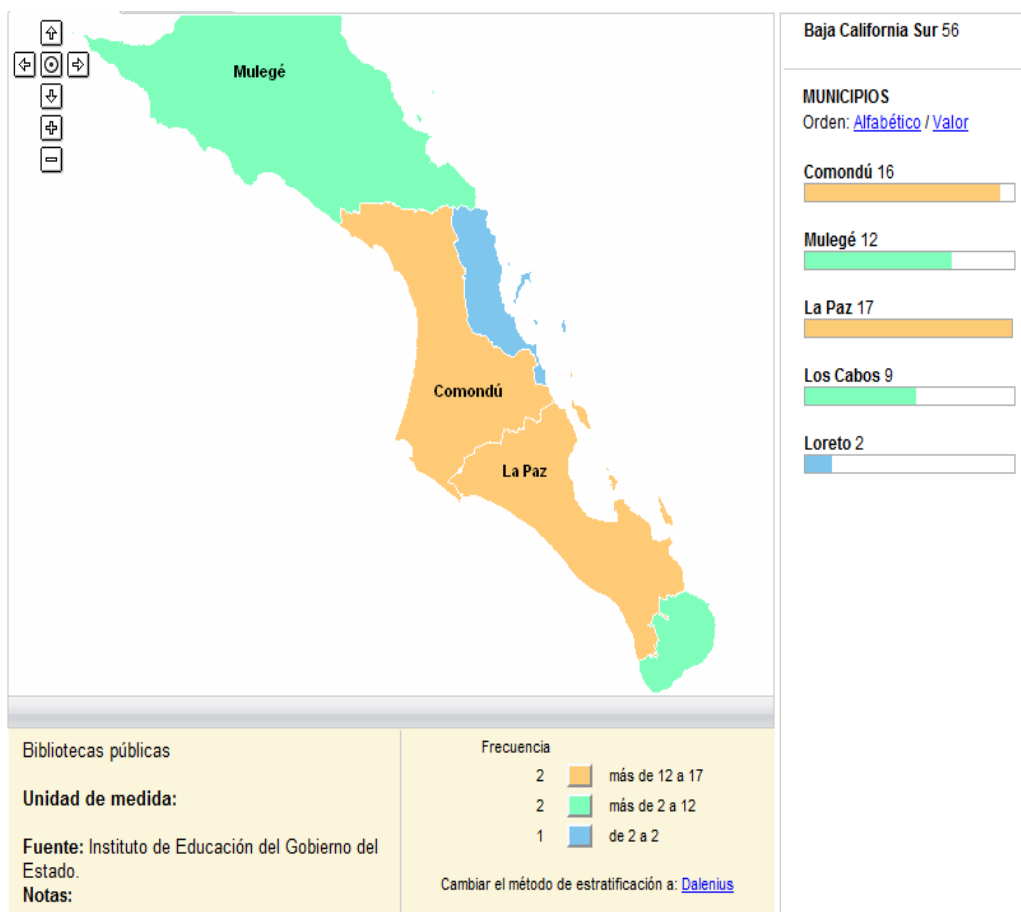 Mulegé
Comondú
La Paz
Baja California Sur 56
MUNICIPIOS
Orden: Alfabético / Valor
Comondú 16
Mulegé 12
La Paz 17
Los Cabos 9
Loreto 2
Bibliotecas públicas
Unidad de medida:
Fuente: Instituto de Educación del Gobierno del
Estado.
Notas:
Frecuencia
2 más de 12 a 17
2 más de 2 a 12
1 de 2 a 2
Cambiar el método de estratificación a: Dalenius